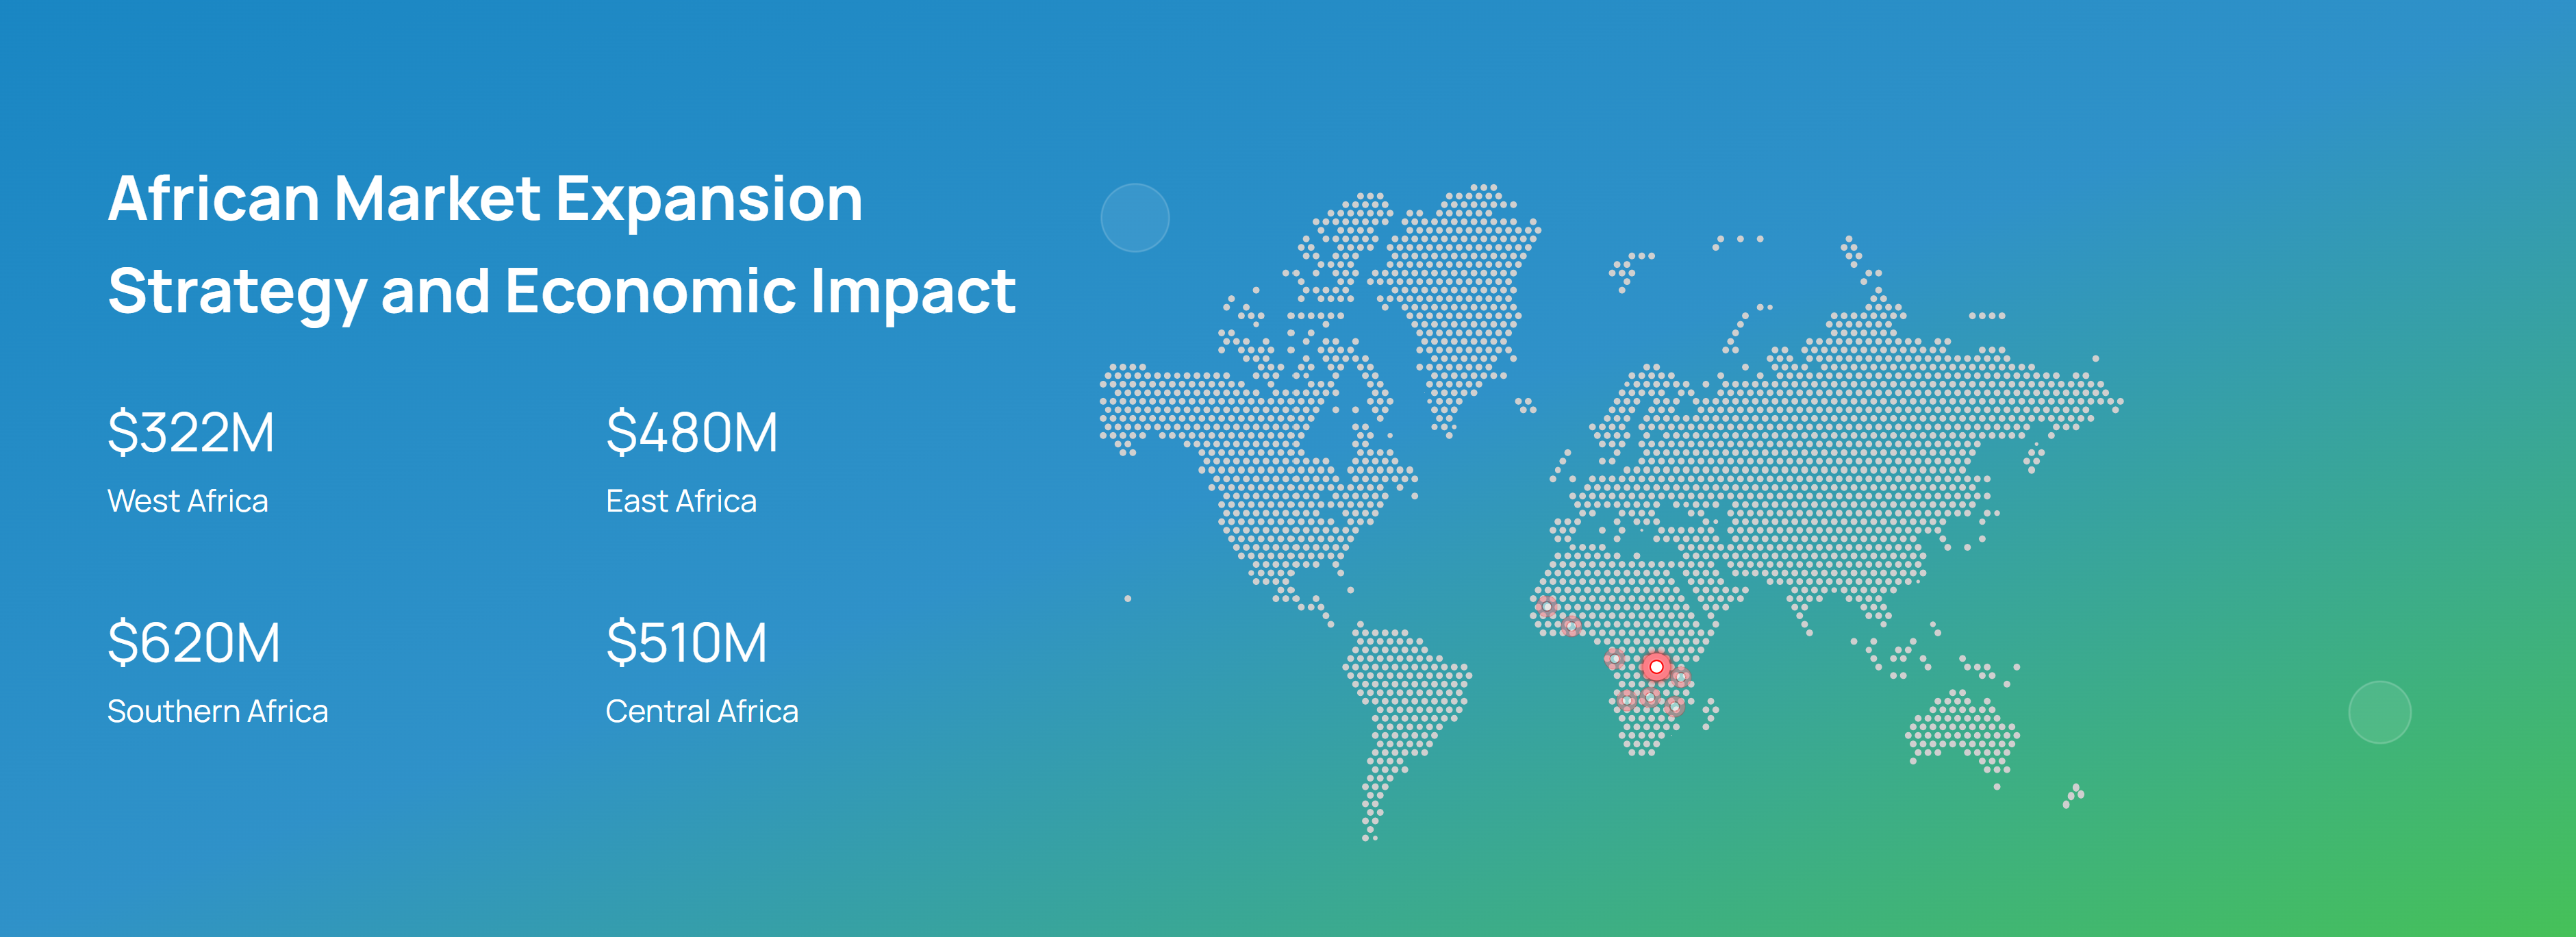 African Market Expansion
Strategy and Economic Impact
$322M
West Africa
$480M
East Africa
$620M
Southern Africa
$510M
Central Africa